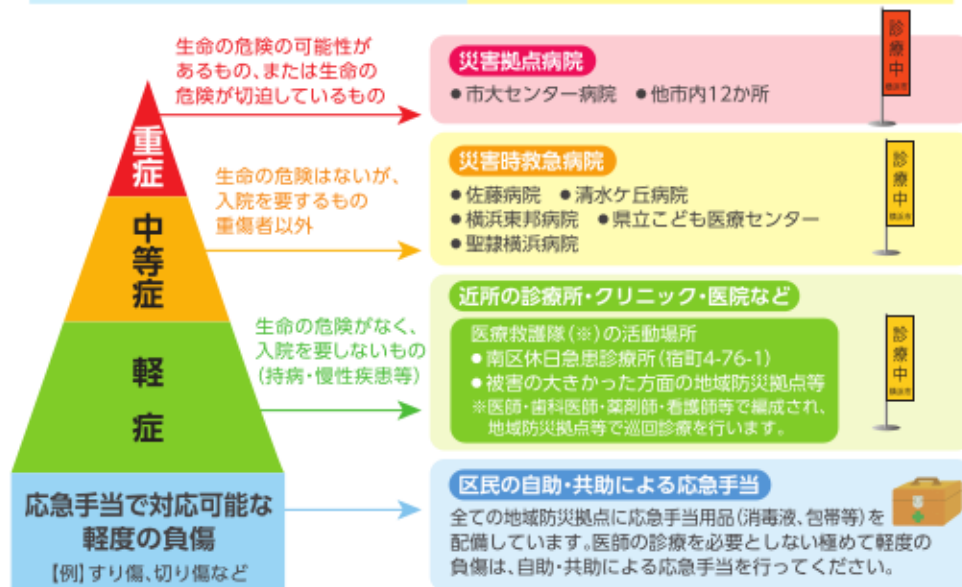 生命の危険の可能性が
あるもの、または生命の
危険が切迫しているもの
重症
災害拠点病院
●市大センター病院 ●他市内12か所
診療中
横浜市
生命の危険はないが、
入院を要するもの
重傷者以外
中等症
災害時救急病院
●佐藤病院 ●清水ケ丘病院
●横浜東邦病院 ●県立こども医療センター
●聖隷横浜病院
診療中
横浜市
生命の危険がなく、
入院を要しないもの
(持病・慢性疾患等)
軽症
近所の診療所・クリニック・医院など
医療救護隊(※)の活動場所
●南区休日急患診療所(宿町4-76-1)
●被害の大きかった方面の地域防災拠点等
※医師・歯科医師・薬剤師・看護師等で編成され、
地域防災拠点等で巡回診療を行います。
診療中
横浜市
応急手当で対応可能な
軽度の負傷
【例】すり傷、切り傷など
区民の自助・共助による応急手当
全ての地域防災拠点に応急手当用品(消毒液、包帯等)を
配備しています。医師の診療を必要としない極めて軽度の
負傷は、自助・共助による応急手当を行ってください。